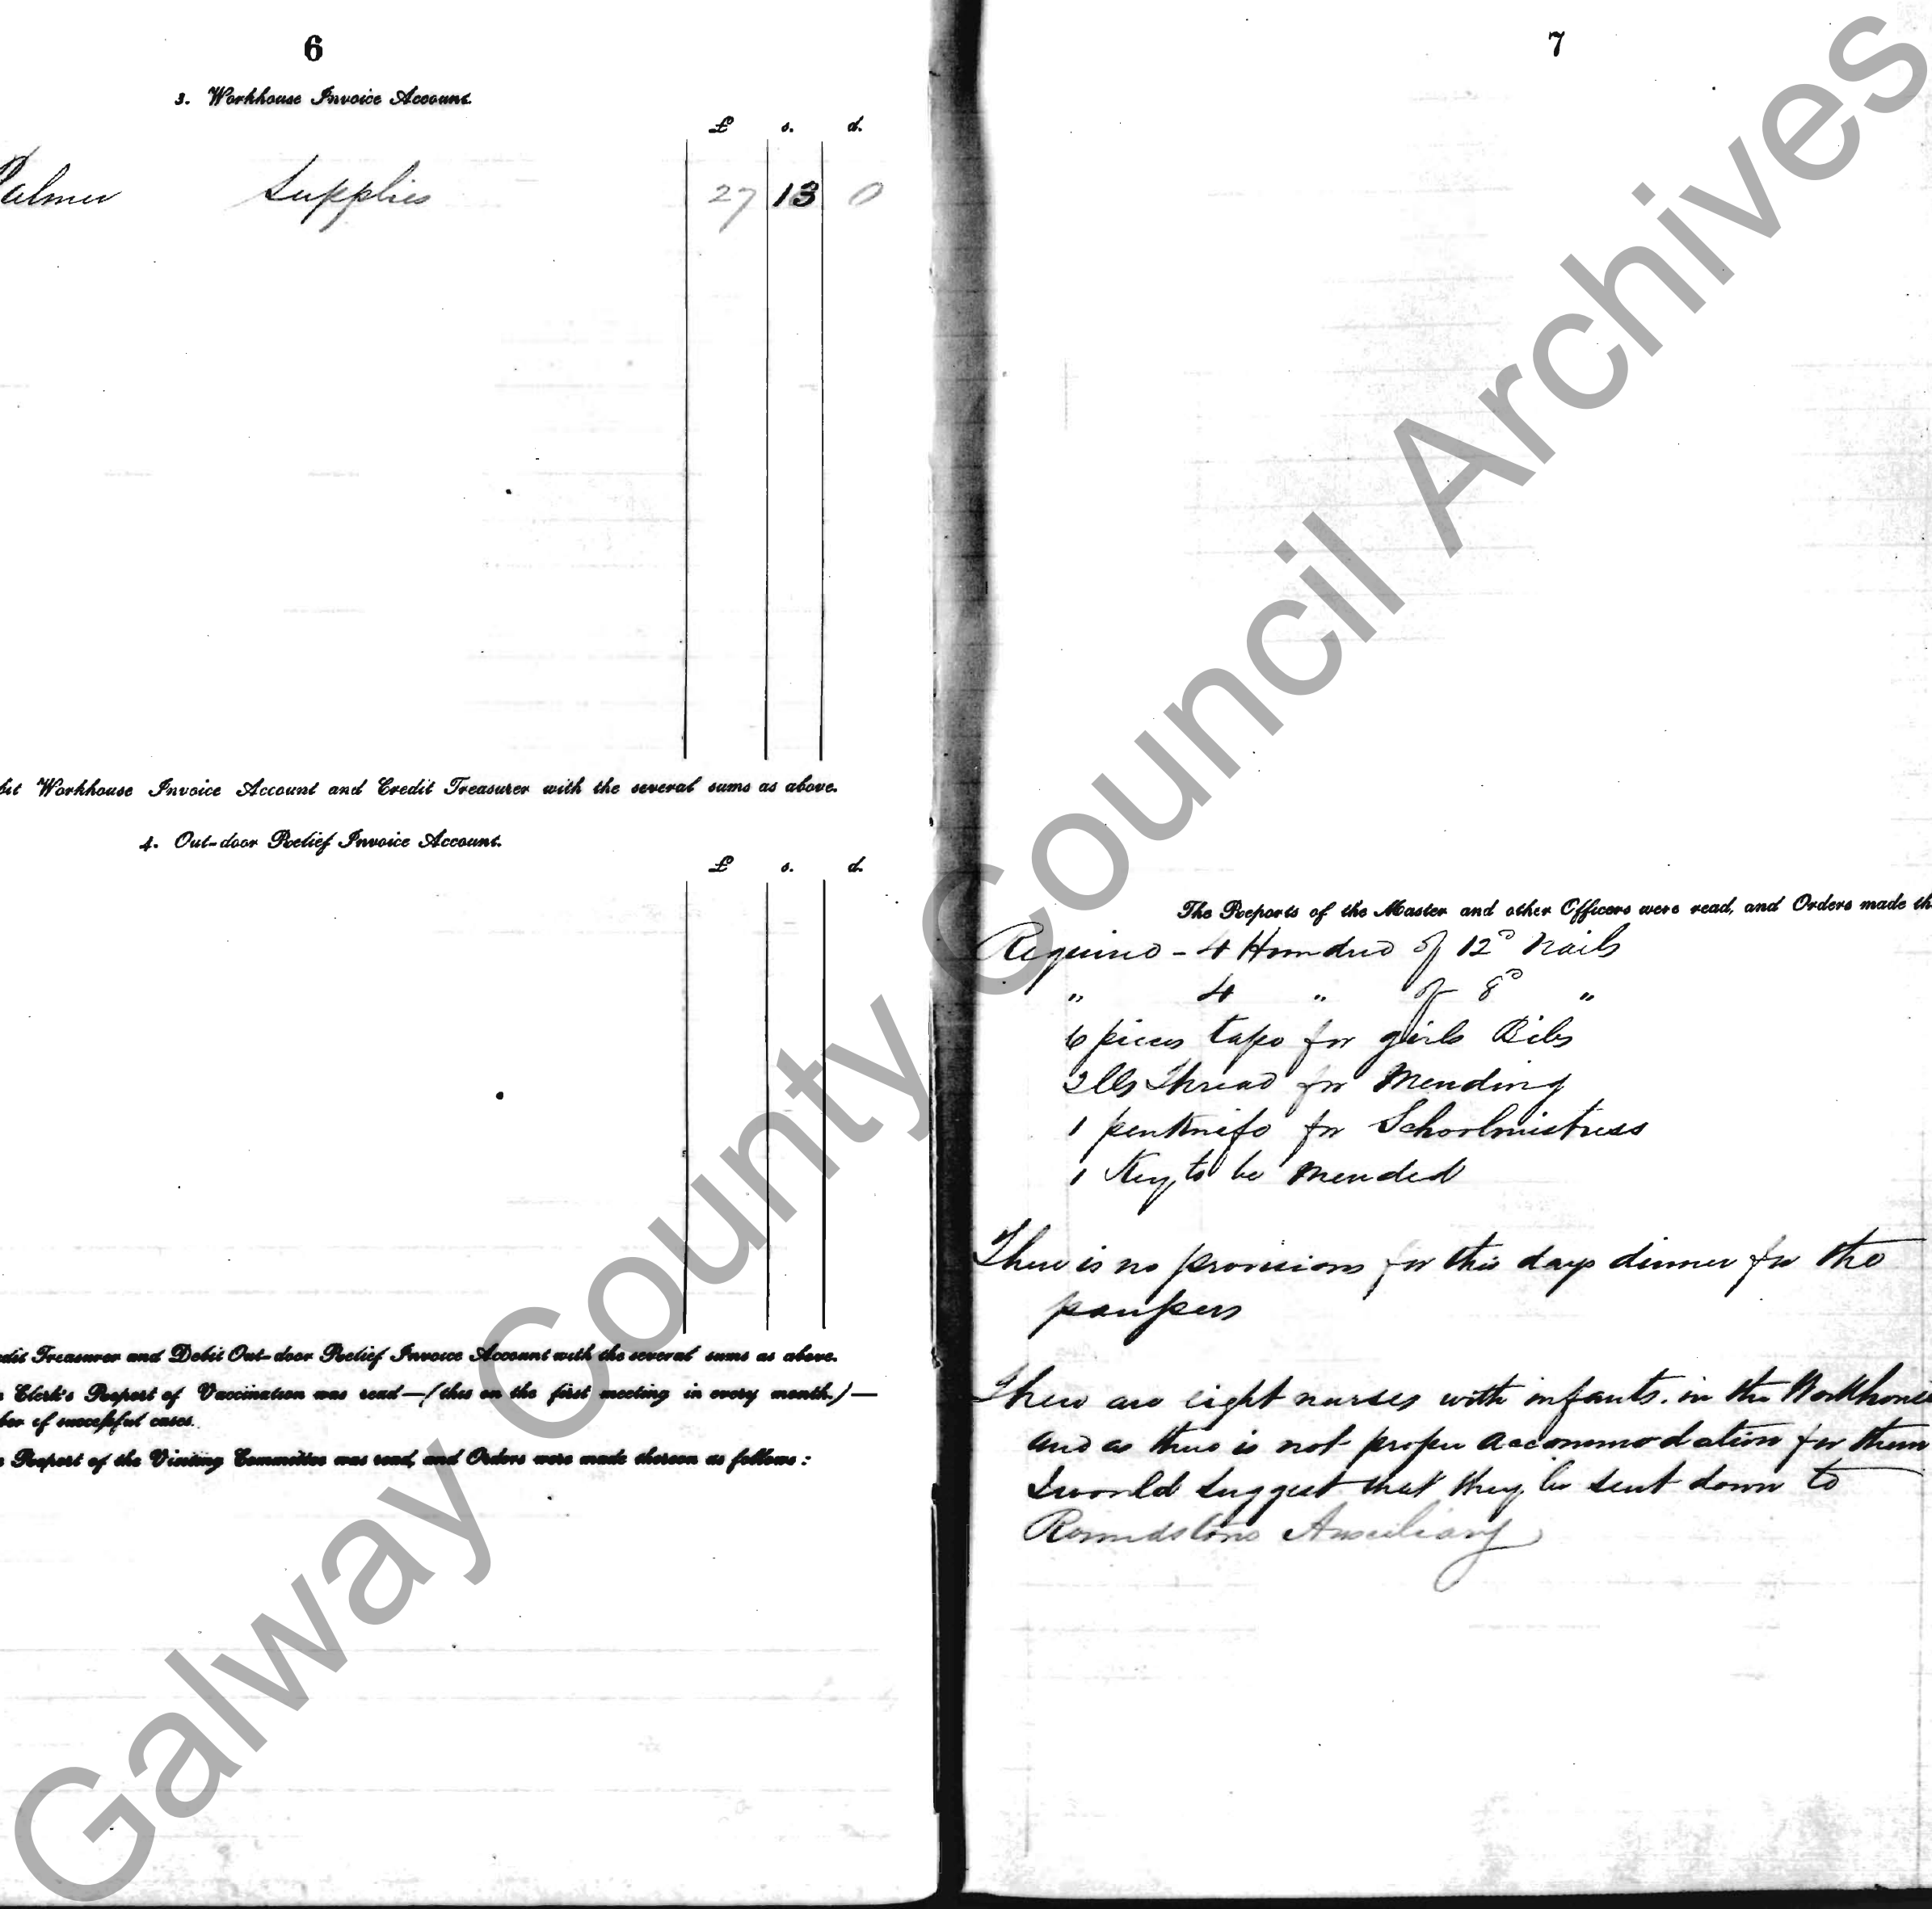 6
3. Workhouse Invoice Account.
£ s. d.
Palmer Supplies 27 13 0
bit Workhouse Invoice Account and Credit Treasurer with the several sums as above.
4. Out-door Relief Invoice Account.
£ s. d.
edit Treasurer and Debit Out-door Relief Invoice Account with the several sums as above.
e Clerk's Report of Vaccination was read—(this on the first meeting in every month.)—
ber of successful cases.
e Report of the Visiting Committee was read, and Orders were made thereon as follows:
7
The Reports of the Master and other Officers were read, and Orders made th
Required - 4 Hundred of 12D Nails
" 4 " of 8D "
6 pieces tape for girls Bibs
2 lbs Thread for Mending
1 penknife for Schoolmistress
1 Key to be mended
There is no provisions for this days dinner for the
paupers
There are eight nurses with infants in the Workhouse
and as there is not proper accommodation for them
I would suggest that they be sent down to
Roundstone Auxiliary
Galway County Council Archives